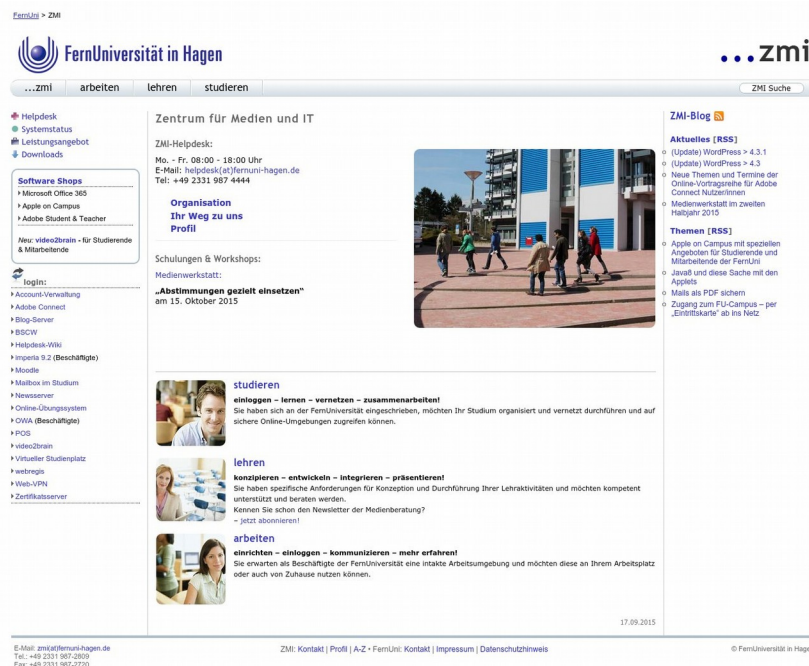 FernUni > ZMI
FernUniversität in Hagen
...zmi
...zmi
arbeiten
lehren
studieren
ZMI Suche
Helpdesk
Systemstatus
Leistungsangebot
Downloads
Software Shops
Microsoft Office 365
Apple on Campus
Adobe Student & Teacher
Neu: video2brain - für Studierende
& Mitarbeitende
login:
Account-Verwaltung
Adobe Connect
Blog-Server
BSCW
Helpdesk-Wiki
imperia 9.2 (Beschäftigte)
Moodle
Mailbox im Studium
Newsserver
Online-Übungssystem
OWA (Beschäftigte)
POS
video2brain
Virtueller Studienplatz
webregis
Web-VPN
Zertifikatsserver
Zentrum für Medien und IT
ZMI-Helpdesk:
Mo. - Fr. 08:00 - 18:00 Uhr
E-Mail: helpdesk(at)fernuni-hagen.de
Tel: +49 2331 987 4444
Organisation
Ihr Weg zu uns
Profil
Schulungen & Workshops:
Medienwerkstatt:
„Abstimmungen gezielt einsetzen“
am 15. Oktober 2015
studieren
einloggen – lernen – vernetzen – zusammenarbeiten!
Sie haben sich an der FernUniversität eingeschrieben, möchten Ihr Studium organisiert und vernetzt durchführen und auf
sichere Online-Umgebungen zugreifen können.
lehren
konzipieren – entwickeln – integrieren – präsentieren!
Sie haben spezifische Anforderungen für Konzeption und Durchführung Ihrer Lehraktivitäten und möchten kompetent
unterstützt und beraten werden.
Kennen Sie schon den Newsletter der Medienberatung?
– jetzt abonnieren!
arbeiten
einrichten – einloggen – kommunizieren – mehr erfahren!
Sie erwarten als Beschäftigte der FernUniversität eine intakte Arbeitsumgebung und möchten diese an Ihrem Arbeitsplatz
oder auch von Zuhause nutzen können.
17.09.2015
ZMI-Blog
Aktuelles [RSS]
(Update) WordPress > 4.3.1
(Update) WordPress > 4.3
Neue Themen und Termine der
Online-Vortragsreihe für Adobe
Connect Nutzer/innen
Medienwerkstatt im zweiten
Halbjahr 2015
Themen [RSS]
Apple on Campus mit speziellen
Angeboten für Studierende und
Mitarbeitende der FernUni
Java8 und diese Sache mit den
Applets
Mails als PDF sichern
Zugang zum FU-Campus – per
„Eintrittskarte“ ab ins Netz
E-Mail: zmi(at)fernuni-hagen.de
Tel.: +49 2331 987-2809
Fax: +49 2331 987-2720
ZMI: Kontakt | Profil | A-Z • FernUni: Kontakt | Impressum | Datenschutzhinweis
© FernUniversität in Hag